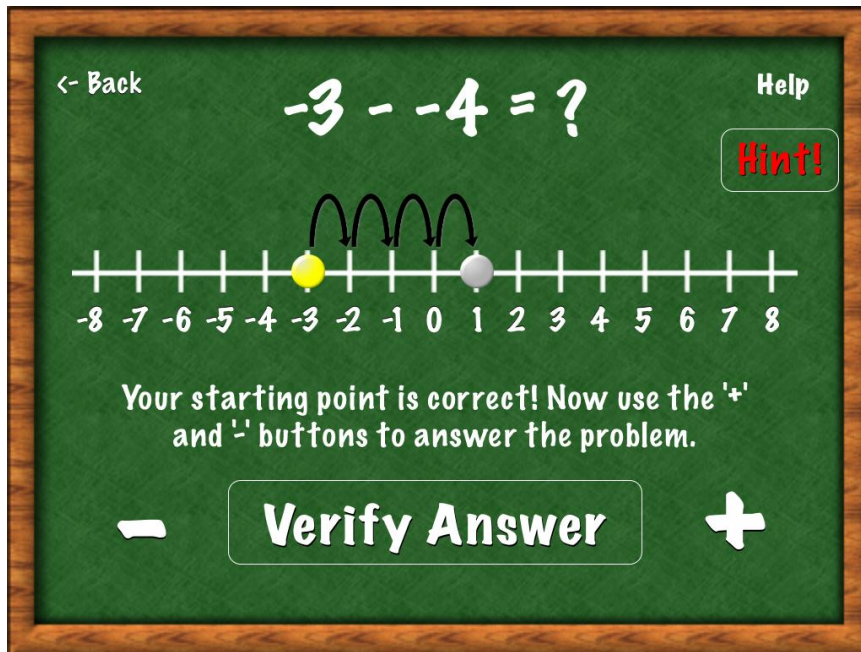 <- Back
-3 - -4 = ?
Help
Hint!
-8 -7 -6 -5 -4 -3 -2 -1 0 1 2 3 4 5 6 7 8
Your starting point is correct! Now use the '+'
and '-' buttons to answer the problem.
- Verify Answer +